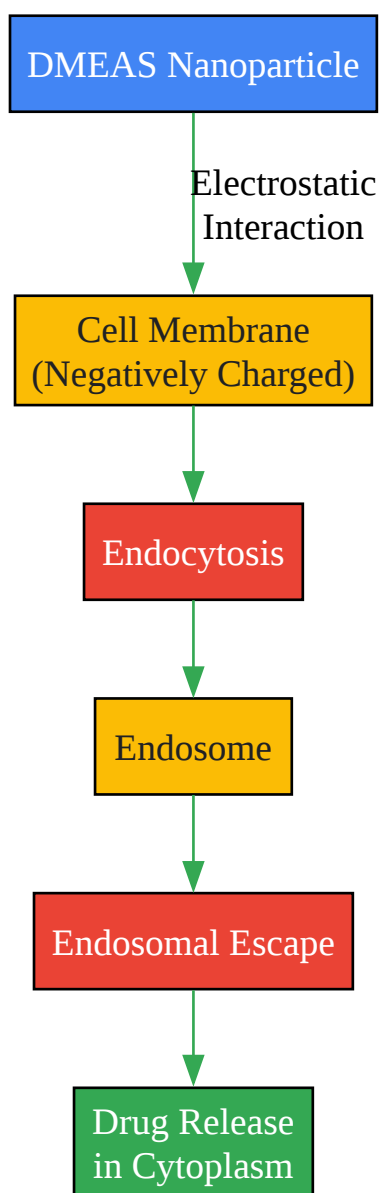 DMEAS Nanoparticle
Electrostatic
Interaction
Cell Membrane
(Negatively Charged)
Endocytosis
Endosome
Endosomal Escape
Drug Release
in Cytoplasm